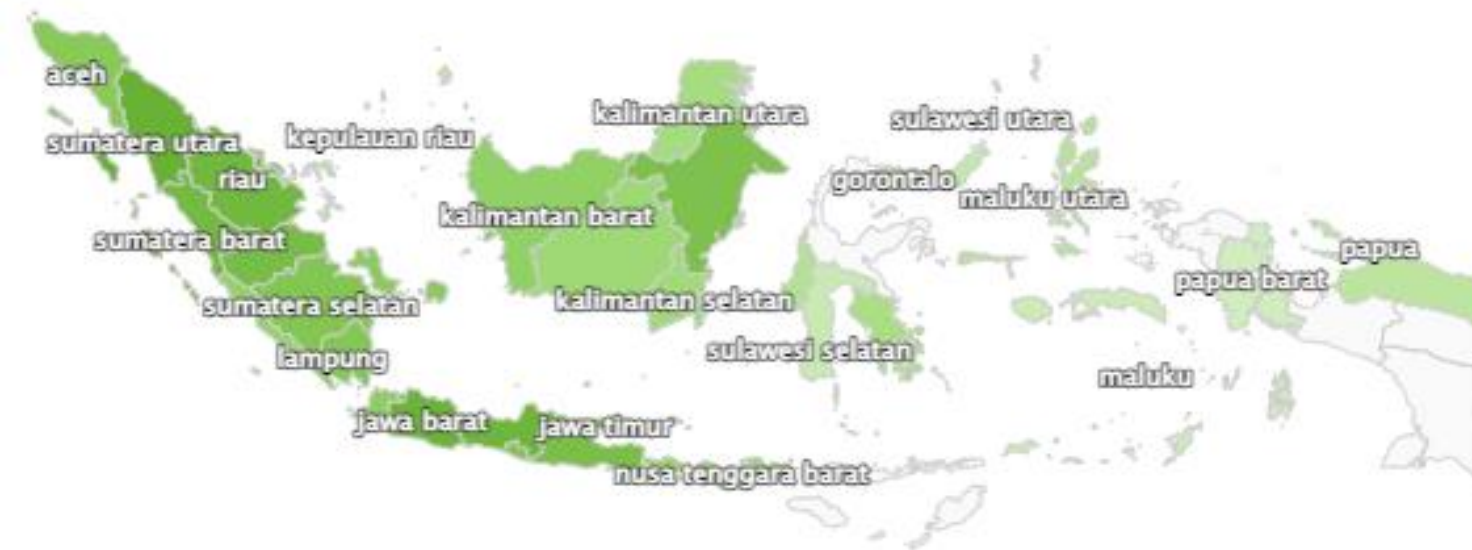 aceh
kalimantan utara
sulawesi utara
sumatera utara
kepulauan riau
riau
gorontalo
maluku utara
kalimantan barat
sumatera barat
papua
papua barat
sumatera selatan
kalimantan selatan
sulawesi selatan
lampung
maluku
jawa barat
jawa timur
nusa tenggara barat